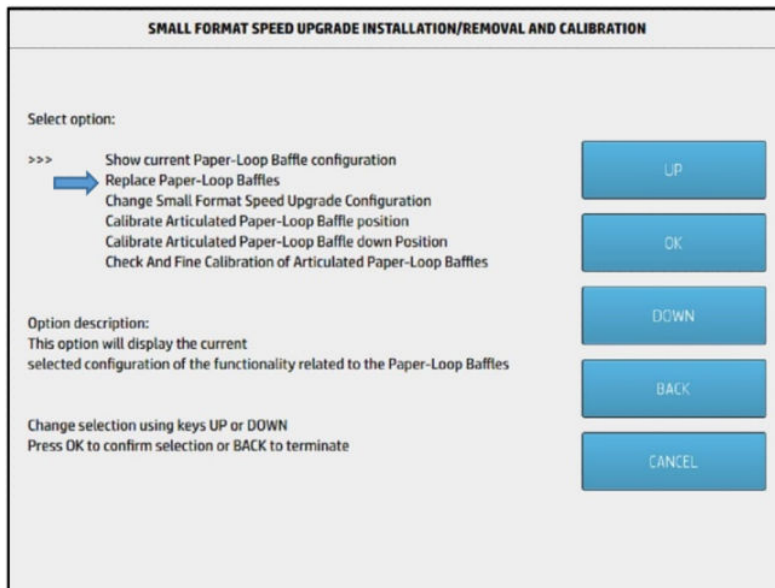 SMALL FORMAT SPEED UPGRADE INSTALLATION/REMOVAL AND CALIBRATION
Select option:
>>> Show current Paper-Loop Baffle configuration
Replace Paper-Loop Baffles
Change Small Format Speed Upgrade Configuration
Calibrate Articulated Paper-Loop Baffle position
Calibrate Articulated Paper-Loop Baffle down Position
Check And Fine Calibration of Articulated Paper-Loop Baffles
Option description:
This option will display the current
selected configuration of the functionality related to the Paper-Loop Baffles
Change selection using keys UP or DOWN
Press OK to confirm selection or BACK to terminate
UP
OK
DOWN
BACK
CANCEL